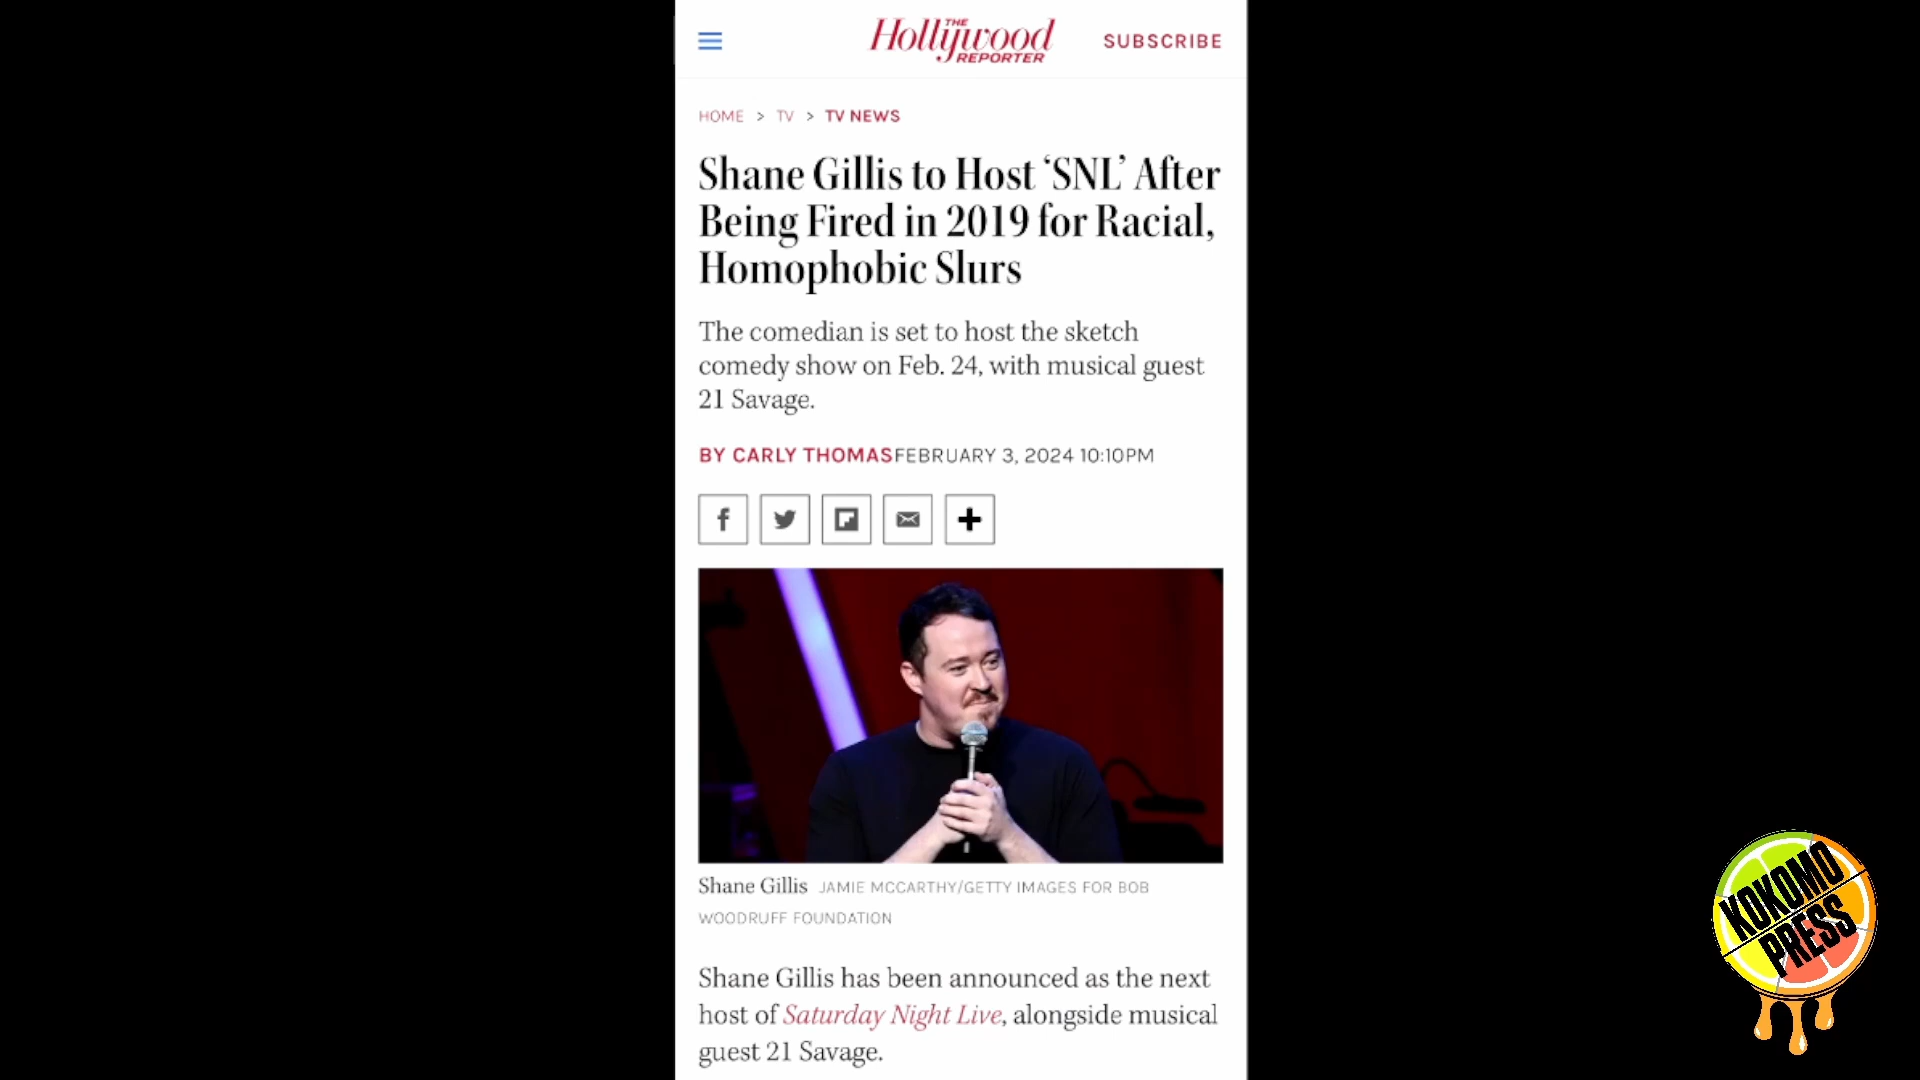 THE
Hollywood
REPORTER
SUBSCRIBE
HOME > TV > TV NEWS
Shane Gillis to Host ‘SNL’ After
Being Fired in 2019 for Racial,
Homophobic Slurs
The comedian is set to host the sketch
comedy show on Feb. 24, with musical guest
21 Savage.
BY CARLY THOMASFEBRUARY 3, 2024 10:10PM
Shane Gillis JAMIE MCCARTHY/GETTY IMAGES FOR BOB
WOODRUFF FOUNDATION
Shane Gillis has been announced as the next
host of Saturday Night Live, alongside musical
guest 21 Savage.
KOKOMO
PRESS